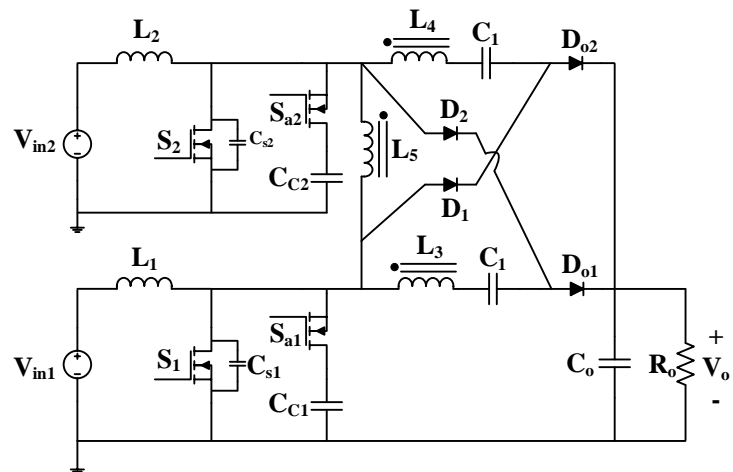 L2
L4
C1
Do2
Vin2
S2
Cs2
Sa2
CC2
L5
D2
D1
L1
L3
C1
Do1
Vin1
S1
Cs1
Sa1
CC1
Co
Ro
+
Vo
-